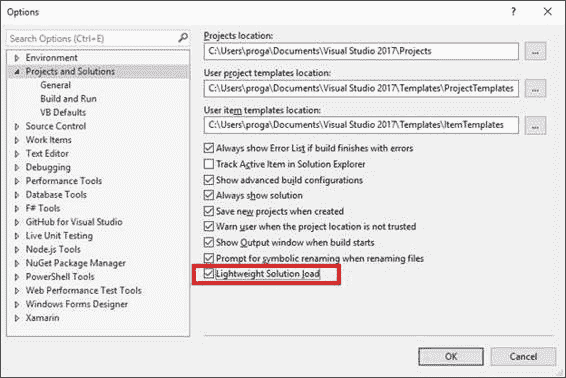 Options
?
Search Options (Ctrl+E)
Environment
Projects and Solutions
General
Build and Run
VB Defaults
Source Control
Work Items
Text Editor
Debugging
Performance Tools
Database Tools
F# Tools
GitHub for Visual Studio
Live Unit Testing
Node.js Tools
NuGet Package Manager
PowerShell Tools
Web Performance Test Tools
Windows Forms Designer
Xamarin
Projects location:
C:\Users\proga\Documents\Visual Studio 2017\Projects
...
User project templates location:
C:\Users\proga\Documents\Visual Studio 2017\Templates\ProjectTemplates
...
User item templates location:
C:\Users\proga\Documents\Visual Studio 2017\Templates\ItemTemplates
...
Always show Error List if build finishes with errors
Track Active Item in Solution Explorer
Show advanced build configurations
Always show solution
Save new projects when created
Warn user when the project location is not trusted
Show Output window when build starts
Prompt for symbolic renaming when renaming files
Lightweight Solution load
OK
Cancel